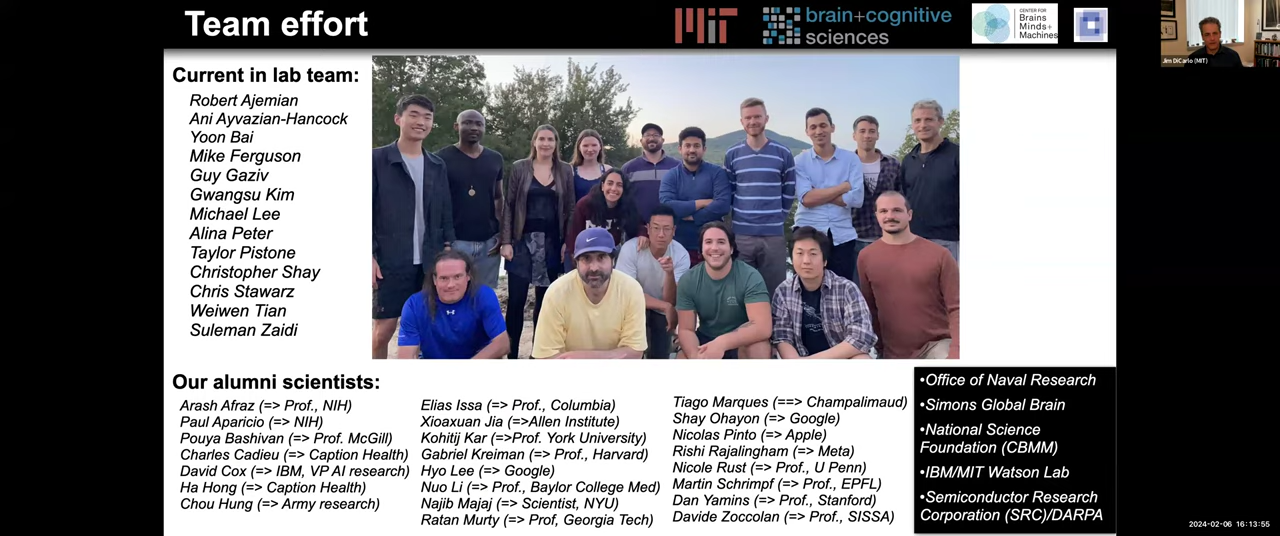 Team effort
MIT
brain+cognitive
sciences
CENTER FOR
Brains
Minds+
Machines
Jim DiCarlo (MIT)
Current in lab team:
Robert Ajemian
Ani Ayvazian-Hancock
Yoon Bai
Mike Ferguson
Guy Gaziv
Gwangsu Kim
Michael Lee
Alina Peter
Taylor Pistone
Christopher Shay
Chris Stawarz
Weiwen Tian
Suleman Zaidi
Our alumni scientists:
Arash Afraz (=> Prof., NIH)
Paul Aparicio (=> NIH)
Pouya Bashivan (=> Prof. McGill)
Charles Cadieu (=> Caption Health)
David Cox (=> IBM, VP AI research)
Ha Hong (=> Caption Health)
Chou Hung (=> Army research)
Elias Issa (=> Prof., Columbia)
Xioaxuan Jia (=>Allen Institute)
Kohitij Kar (=>Prof. York University)
Gabriel Kreiman (=> Prof., Harvard)
Hyo Lee (=> Google)
Nuo Li (=> Prof., Baylor College Med)
Najib Majaj (=> Scientist, NYU)
Ratan Murty (=> Prof, Georgia Tech)
Tiago Marques (==> Champalimaud)
Shay Ohayon (=> Google)
Nicolas Pinto (=> Apple)
Rishi Rajalingham (=> Meta)
Nicole Rust (=> Prof., U Penn)
Martin Schrimpf (=> Prof., EPFL)
Dan Yamins (=> Prof., Stanford)
Davide Zoccolan (=> Prof., SISSA)
•Office of Naval Research
•Simons Global Brain
•National Science
Foundation (CBMM)
•IBM/MIT Watson Lab
•Semiconductor Research
Corporation (SRC)/DARPA
2024-02-06 16:13:55